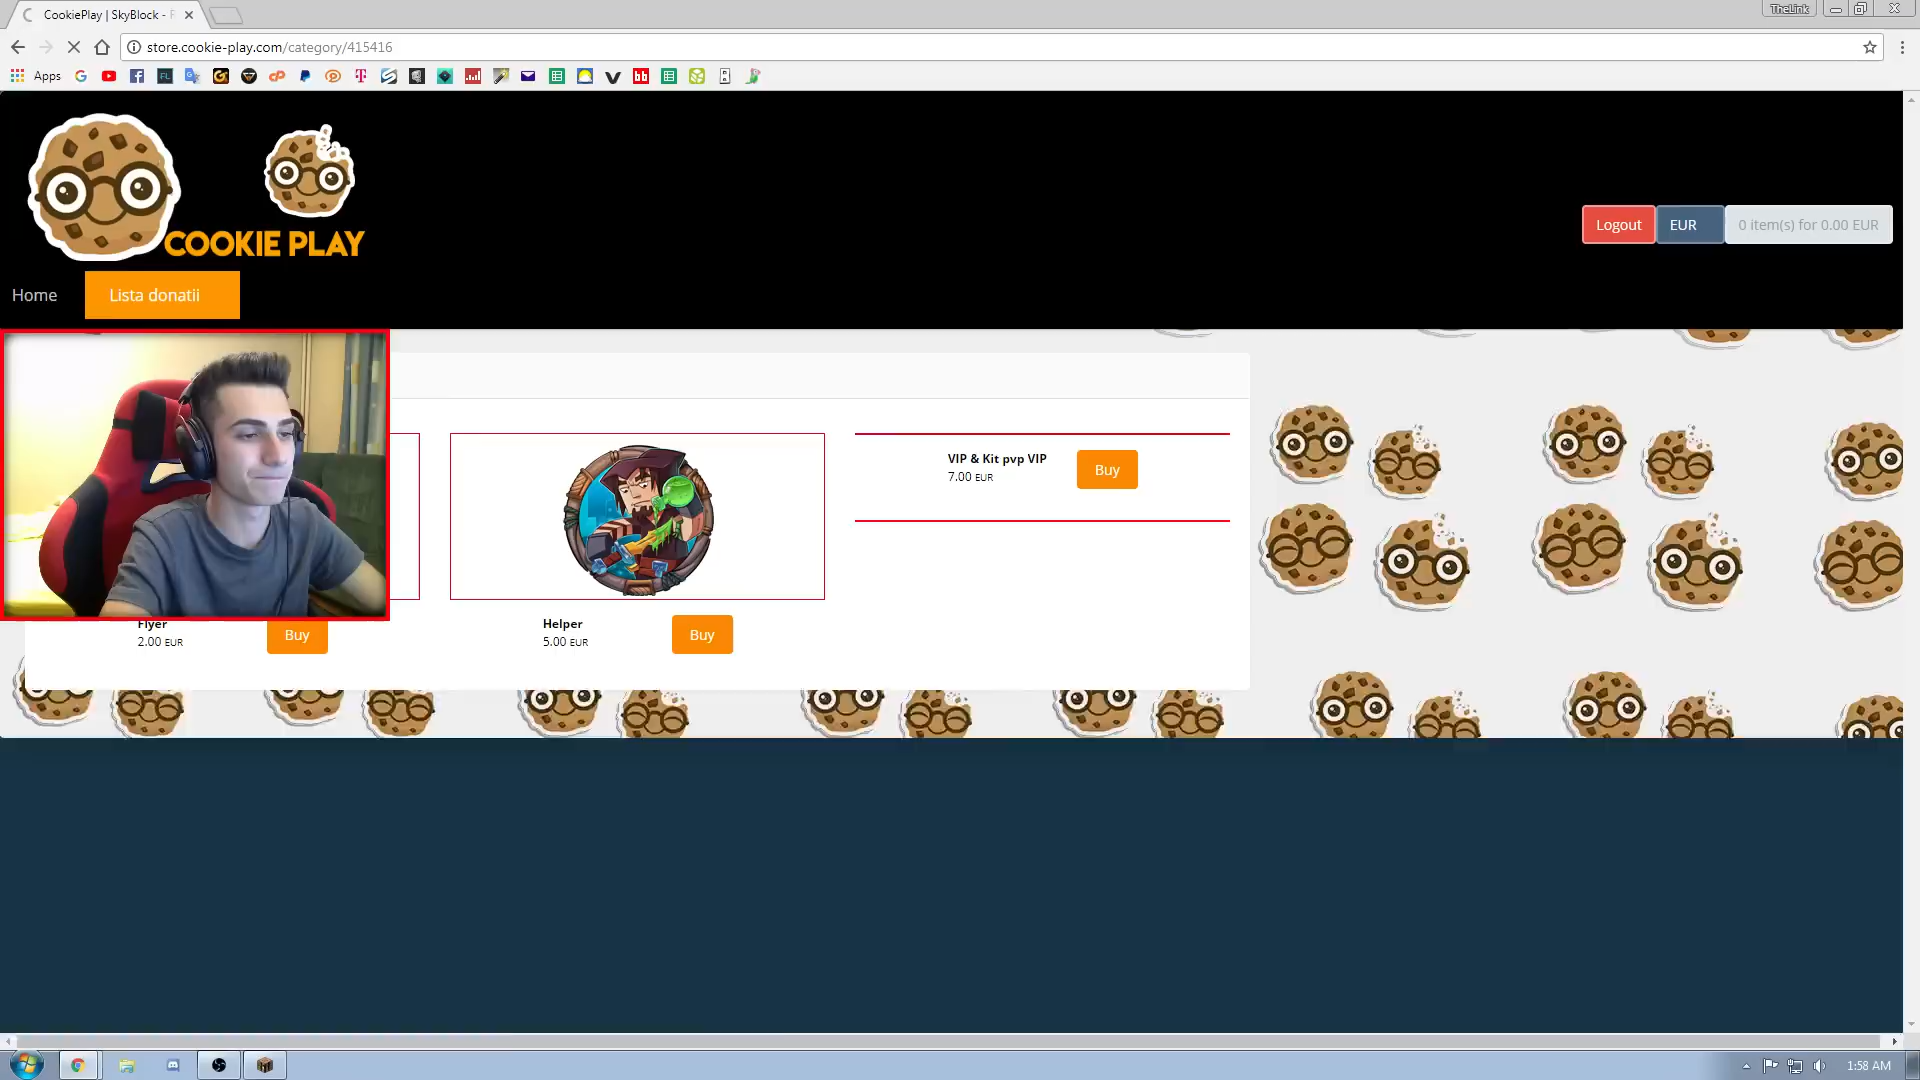 CookiePlay | SkyBlock -
TheLink
store.cookie-play.com/category/415416
Apps
COOKIE PLAY
Logout
EUR
0 item(s) for 0.00 EUR
Home
Lista donatii
VIP & Kit pvp VIP
7.00 EUR
Buy
Flyer
2.00 EUR
Buy
Helper
5.00 EUR
Buy
1:58 AM